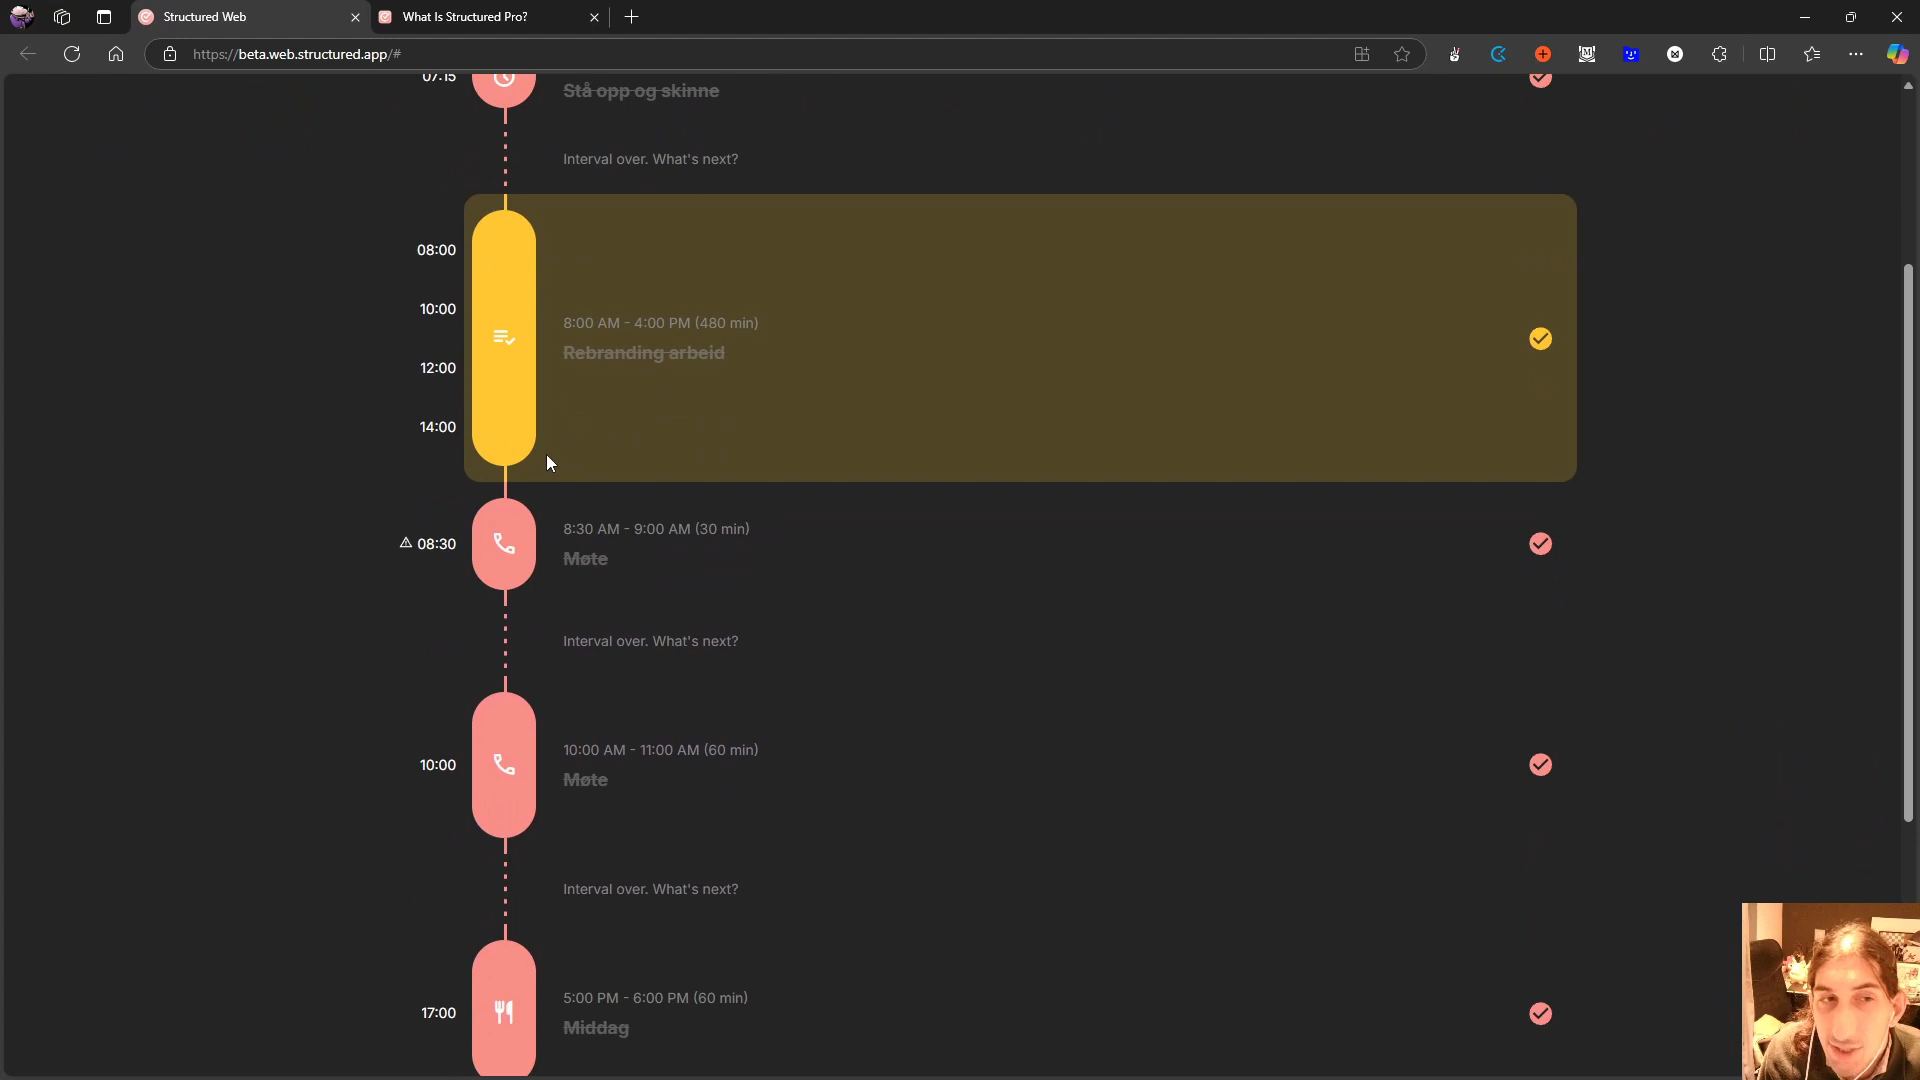 Structured Web
What Is Structured Pro?
https://beta.web.structured.app/#
07:15
Stå opp og skinne
Interval over. What's next?
08:00
10:00
8:00 AM - 4:00 PM (480 min)
Rebranding arbeid
12:00
14:00
8:30 AM - 9:00 AM (30 min)
08:30
Møte
Interval over. What's next?
10:00 AM - 11:00 AM (60 min)
10:00
Møte
Interval over. What's next?
5:00 PM - 6:00 PM (60 min)
17:00
Middag